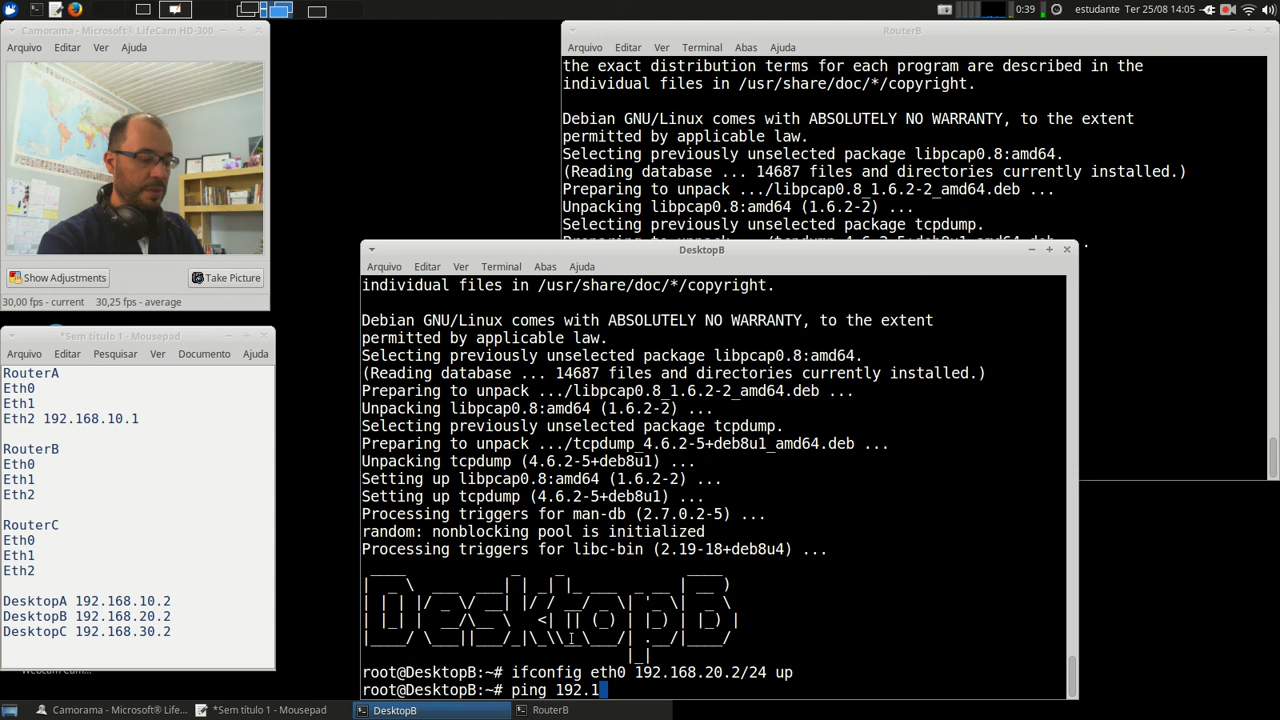 0:39 estudante Ter 25/08 14:05
Camorama - Microsoft® LifeCam HD-300
Arquivo Editar Ver Ajuda
Show Adjustments Take Picture
30,00 fps - current 30,25 fps - average
*Sem título 1 - Mousepad
Arquivo Editar Pesquisar Ver Documento Ajuda
RouterA
Eth0
Eth1
Eth2 192.168.10.1
RouterB
Eth0
Eth1
Eth2
RouterC
Eth0
Eth1
Eth2
DesktopA 192.168.10.2
DesktopB 192.168.20.2
DesktopC 192.168.30.2
RouterB
Arquivo Editar Ver Terminal Abas Ajuda
the exact distribution terms for each program are described in the
individual files in /usr/share/doc/*/copyright.
Debian GNU/Linux comes with ABSOLUTELY NO WARRANTY, to the extent
permitted by applicable law.
Selecting previously unselected package libpcap0.8:amd64.
(Reading database ... 14687 files and directories currently installed.)
Preparing to unpack .../libpcap0.8_1.6.2-2_amd64.deb ...
Unpacking libpcap0.8:amd64 (1.6.2-2) ...
Selecting previously unselected package tcpdump.
DesktopB
Arquivo Editar Ver Terminal Abas Ajuda
individual files in /usr/share/doc/*/copyright.
Debian GNU/Linux comes with ABSOLUTELY NO WARRANTY, to the extent
permitted by applicable law.
Selecting previously unselected package libpcap0.8:amd64.
(Reading database ... 14687 files and directories currently installed.)
Preparing to unpack .../libpcap0.8_1.6.2-2_amd64.deb ...
Unpacking libpcap0.8:amd64 (1.6.2-2) ...
Selecting previously unselected package tcpdump.
Preparing to unpack .../tcpdump_4.6.2-5+deb8u1_amd64.deb ...
Unpacking tcpdump (4.6.2-5+deb8u1) ...
Setting up libpcap0.8:amd64 (1.6.2-2) ...
Setting up tcpdump (4.6.2-5+deb8u1) ...
Processing triggers for man-db (2.7.0.2-5) ...
random: nonblocking pool is initialized
Processing triggers for libc-bin (2.19-18+deb8u4) ...
DesktopB
root@DesktopB:~# ifconfig eth0 192.168.20.2/24 up
root@DesktopB:~# ping 192.1
Camorama - Microsoft® LifeCam HD... *Sem título 1 - Mousepad DesktopB RouterB